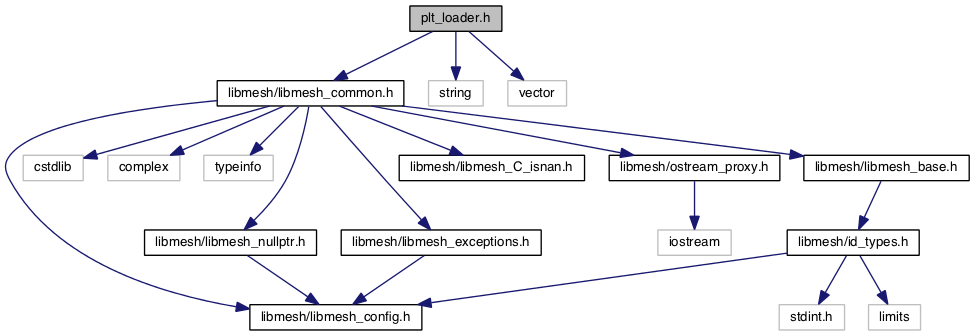 plt_loader.h
libmesh/libmesh_common.h
string
vector
cstdlib
complex
typeinfo
libmesh/libmesh_C_isnan.h
libmesh/ostream_proxy.h
libmesh/libmesh_base.h
libmesh/libmesh_nullptr.h
libmesh/libmesh_exceptions.h
iostream
libmesh/id_types.h
libmesh/libmesh_config.h
stdint.h
limits